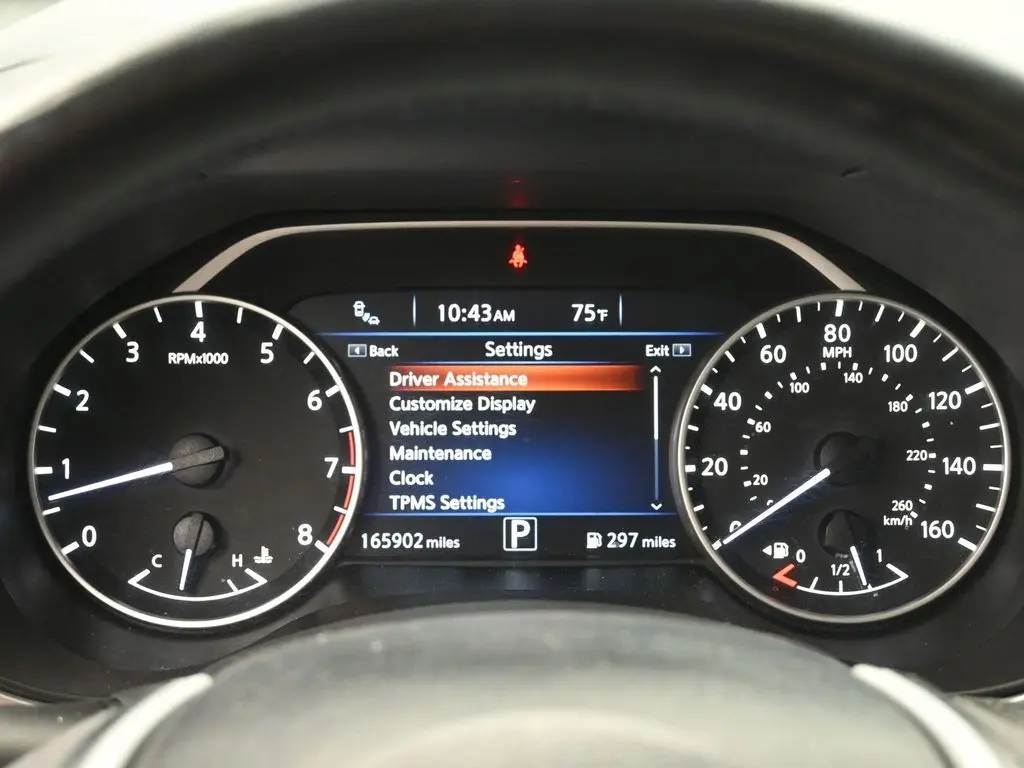 10:43AM 75°F
Back Settings Exit
Driver Assistance
Customize Display
Vehicle Settings
Maintenance
Clock
TPMS Settings
165902 miles P 297 miles
0 1 2 3 4 5 6 7 8
RPMx1000
C H
0 20 40 60 80 100 120 140 160
MPH
20 60 100 140 180 220 260
km/h
0 1/2 1